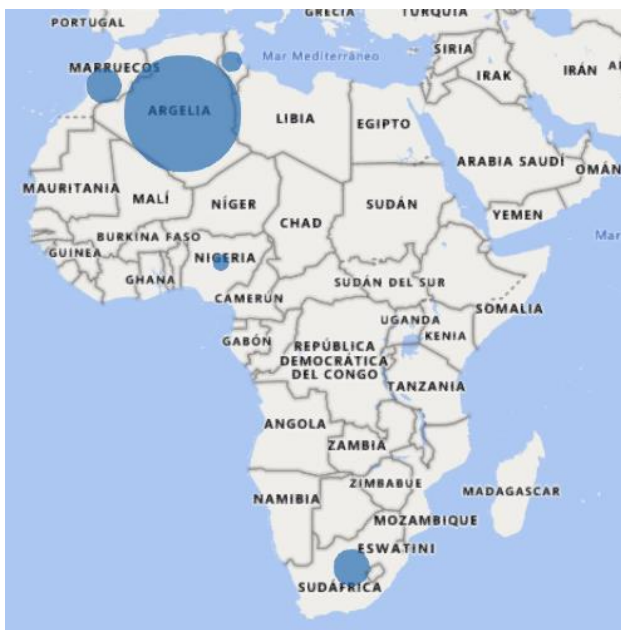 GRECIA
TURQUÍA
PORTUGAL
SIRIA
Mar Mediterráneo
MARRUECOS
IRAK
IRÁN
ARGELIA
LIBIA
EGIPTO
ARABIA SAUDÍ
OMÁN
MAURITANIA
MALÍ
NÍGER
SUDÁN
CHAD
YEMEN
Mar
BURKINA FASO
GUINEA
NIGERIA
GHANA
SUDÁN DEL SUR
CAMERÚN
SOMALIA
UGANDA
KENIA
GABÓN
REPÚBLICA
DEMOCRÁTICA
DEL CONGO
TANZANIA
ANGOLA
ZAMBIA
ZIMBABUE
MADAGASCAR
NAMIBIA
MOZAMBIQUE
ESWATINI
SUDÁFRICA